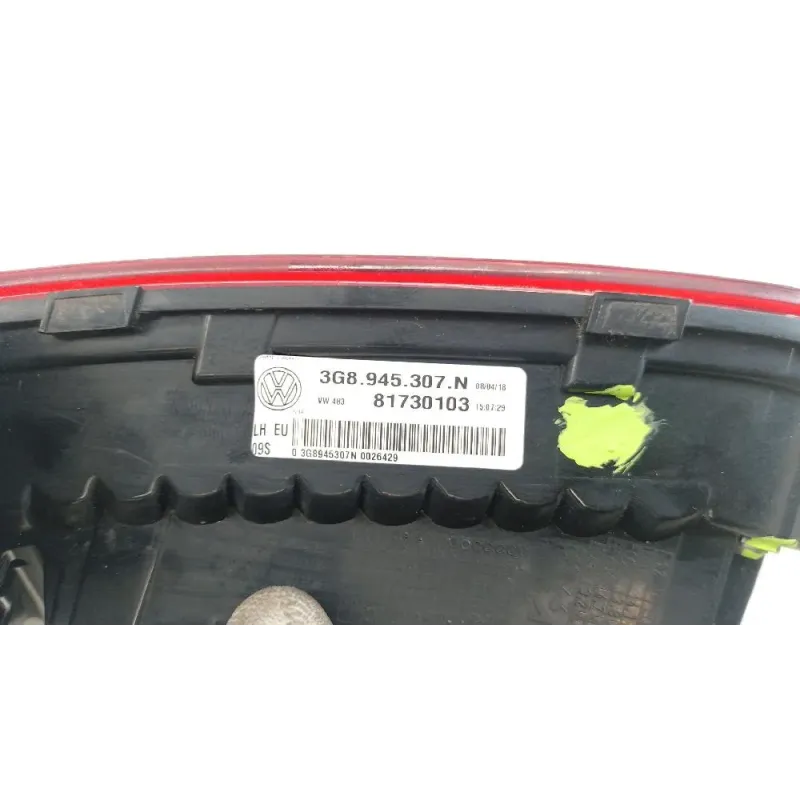 3G8.945.307.N 08/04/18
VW 483 81730103 15:07:29
LH EU
09S 0 3G8945307N 0026429